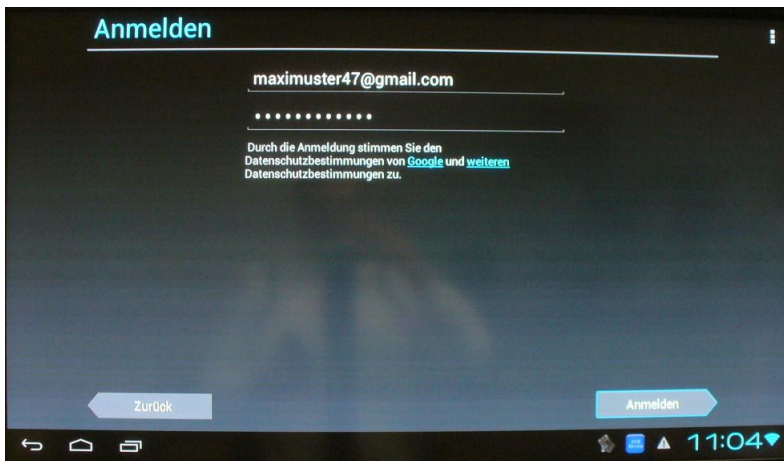 Anmelden
maximuster47@gmail.com
••••••••••••
Durch die Anmeldung stimmen Sie den
Datenschutzbestimmungen von Google und weiteren
Datenschutzbestimmungen zu.
Zurück
Anmelden
11:04